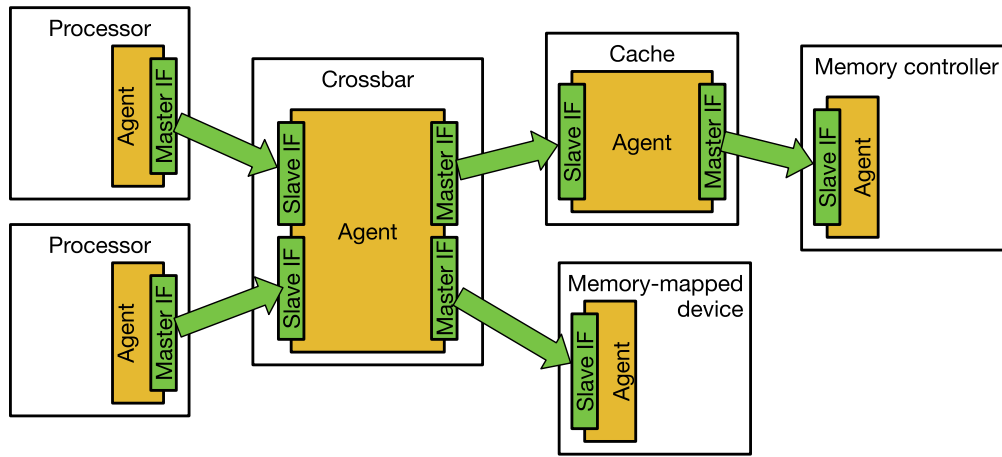 Processor
Agent
Master IF
Processor
Agent
Master IF
Crossbar
Slave IF
Slave IF
Agent
Master IF
Master IF
Cache
Slave IF
Agent
Master IF
Memory-mapped
device
Slave IF
Agent
Memory controller
Slave IF
Agent